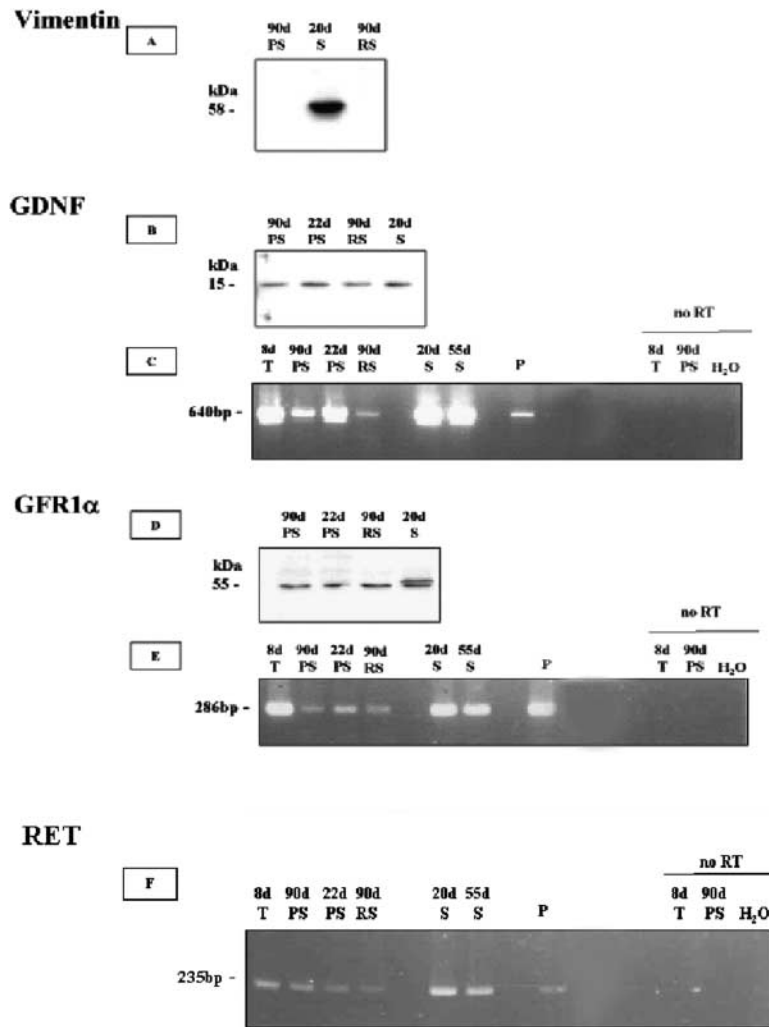 Vimentin
A
90d 20d 90d
PS S RS
kDa
58 -
GDNF
B
90d 22d 90d 20d
PS PS RS S
kDa
15 -
no RT
C
8d 90d 22d 90d 20d 55d 8d 90d
T PS PS RS S S P T PS H₂O
640bp -
GFR1α
D
90d 22d 90d 20d
PS PS RS S
kDa
55 -
no RT
E
8d 90d 22d 90d 20d 55d 8d 90d
T PS PS RS S S P T PS H₂O
286bp -
RET
no RT
F
8d 90d 22d 90d 20d 55d 8d 90d
T PS PS RS S S P T PS H₂O
235bp -